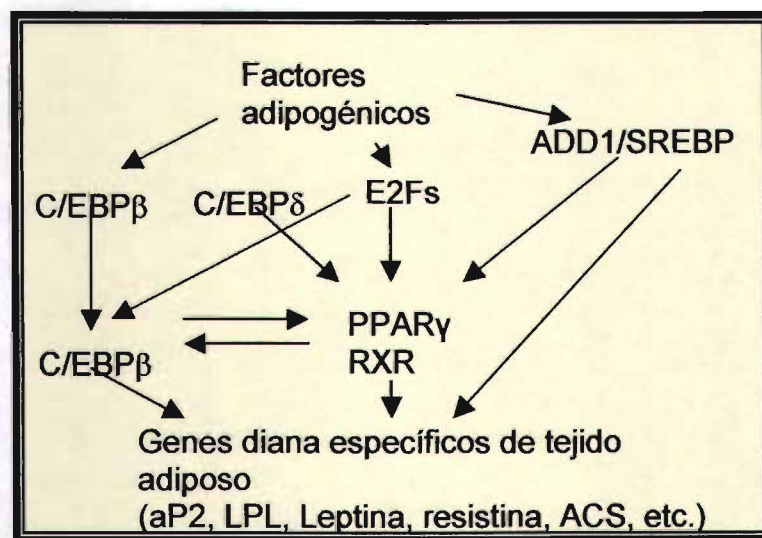 Factores
adipogénicos
ADD1/SREBP
C/EBPβ
C/EBPδ
E2Fs
PPARγ
RXR
C/EBPβ
Genes diana específicos de tejido
adiposo
(aP2, LPL, Leptina, resistina, ACS, etc.)